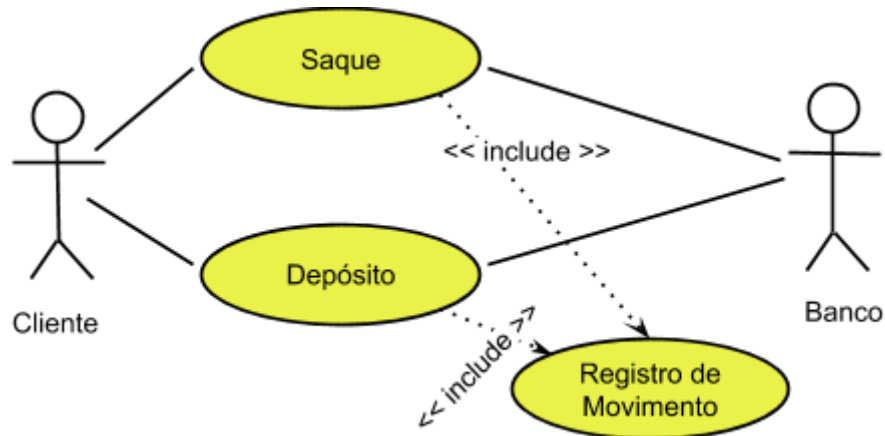 Saque
<< include >>
Depósito
Cliente
Banco
<< include >>
Registro de
Movimento